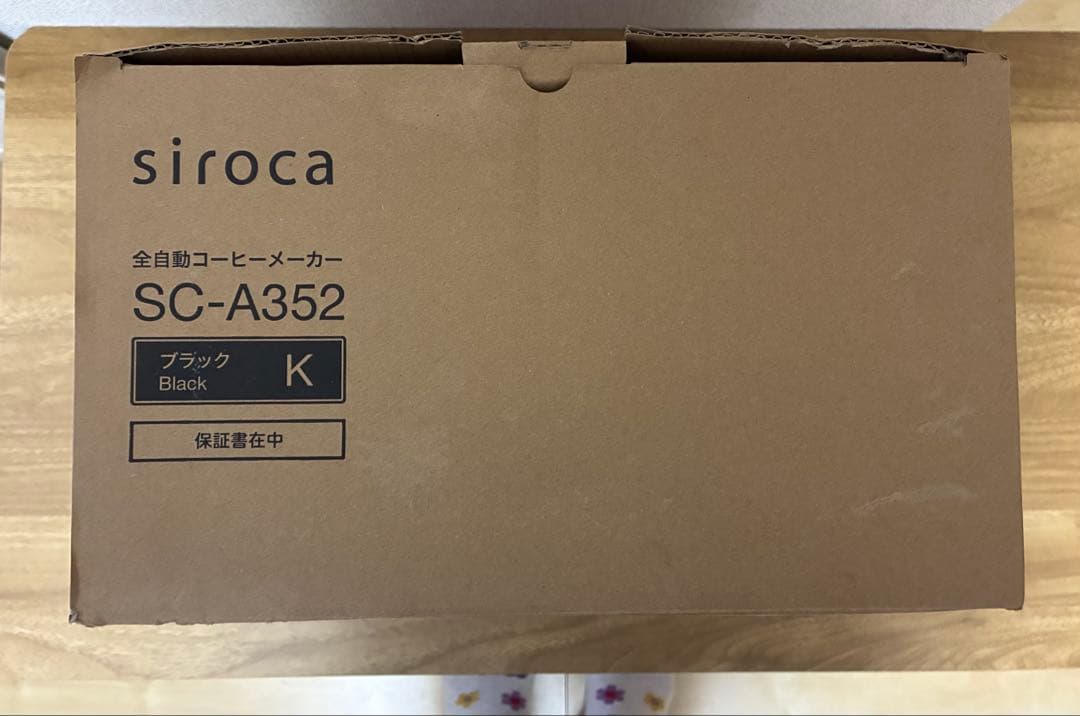 siroca
全自動コーヒーメーカー
SC-A352
ブラック
Black
K
保証書在中